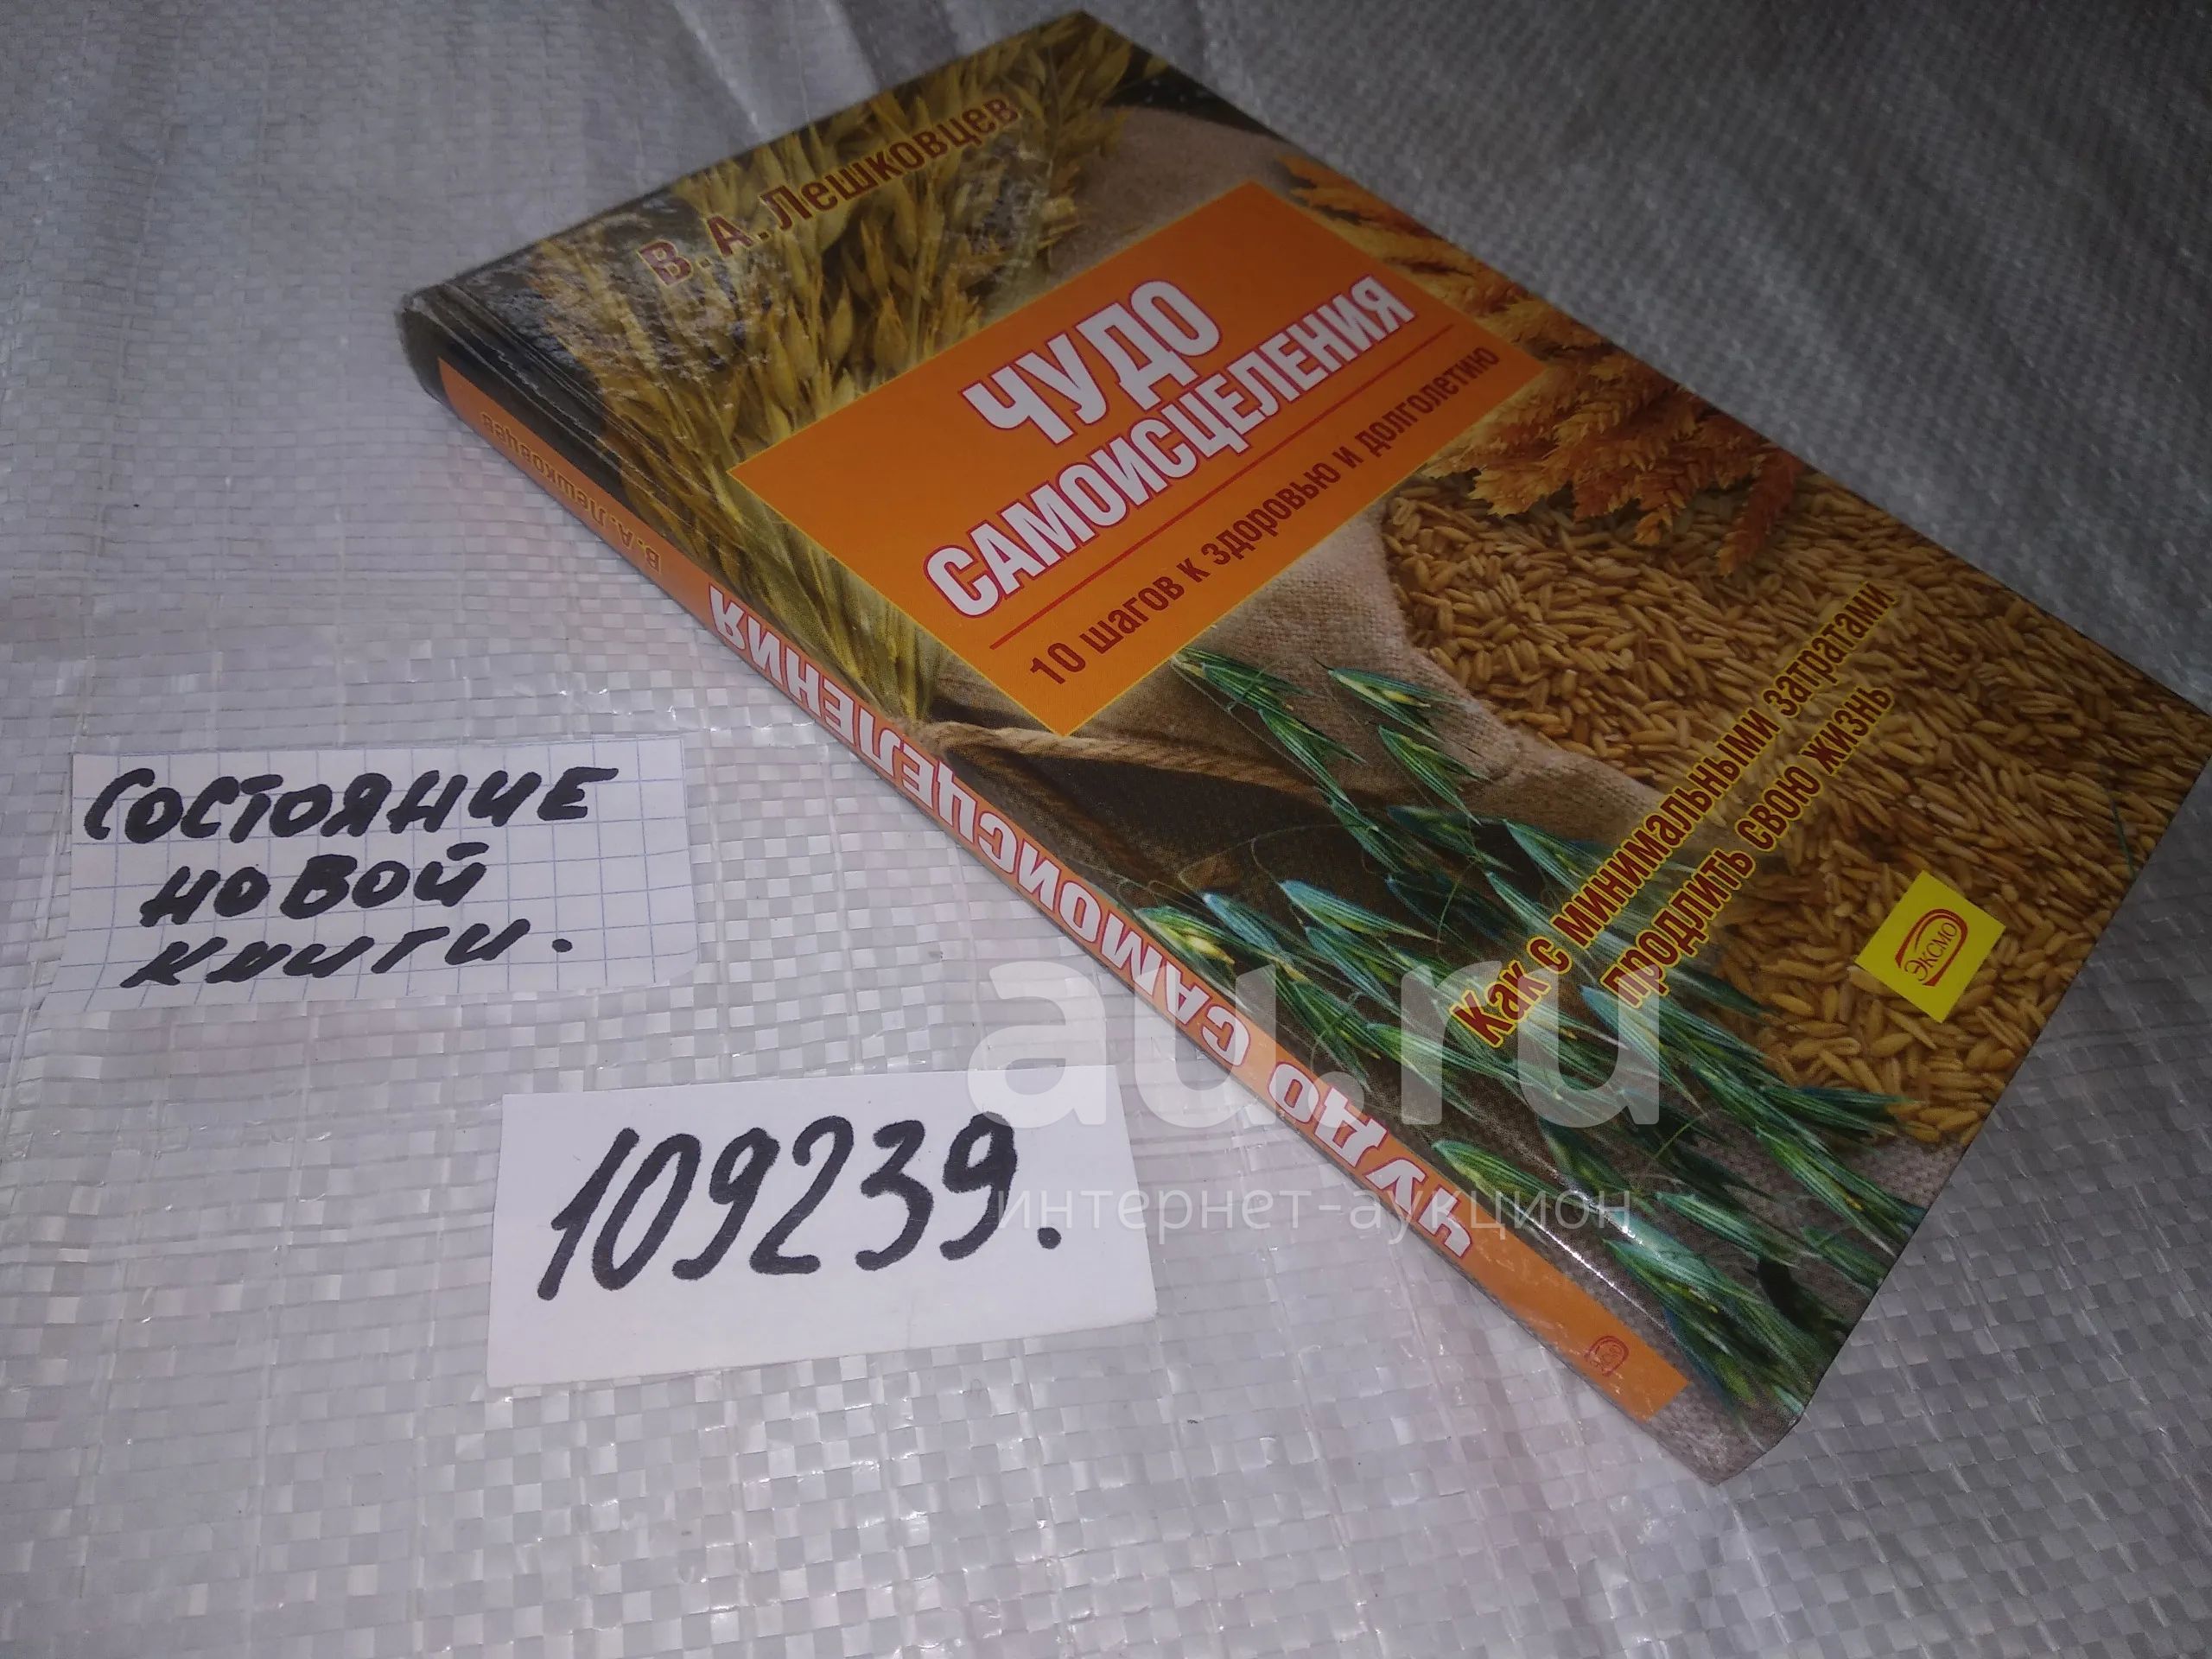 В. А. Лешковцев
ЧУДО
САМОИСЦЕЛЕНИЯ
10 шагов к здоровью и долголетию
Как с минимальными затратами
продлить свою жизнь
ЭКСМО
В. А. Лешковцев
ЧУДО САМОИСЦЕЛЕНИЯ
СОСТОЯНИЕ
НОВОЙ
КНИГИ.
109239.
au.ru
интернет-аукцион